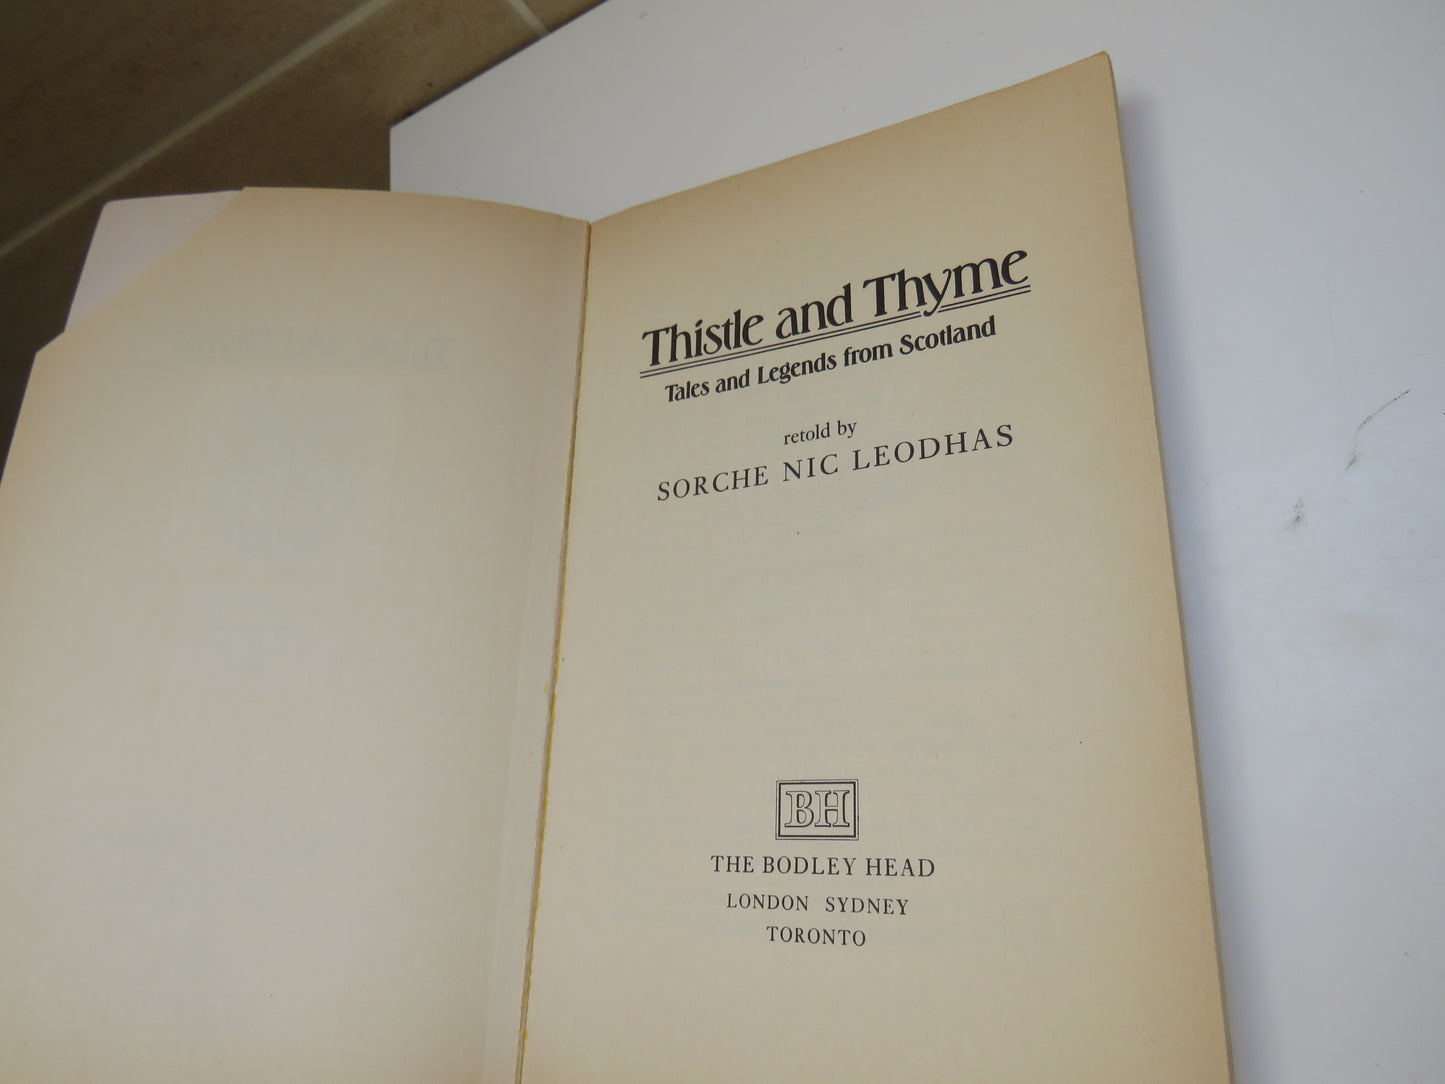 Thistle and Thyme
Tales and Legends from Scotland
retold by
SORCHE NIC LEODHAS
BH
THE BODLEY HEAD
LONDON SYDNEY
TORONTO